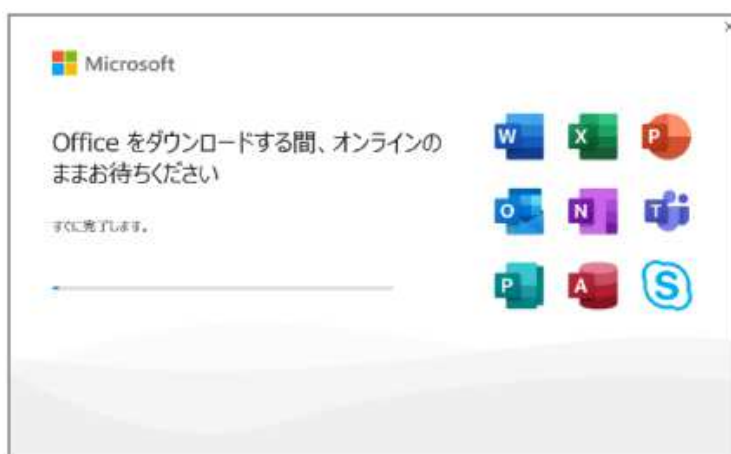 Microsoft
Office をダウンロードする間、オンラインの
ままお待ちください
すぐに完了します。
W
X
P
O
N
T
P
A
S